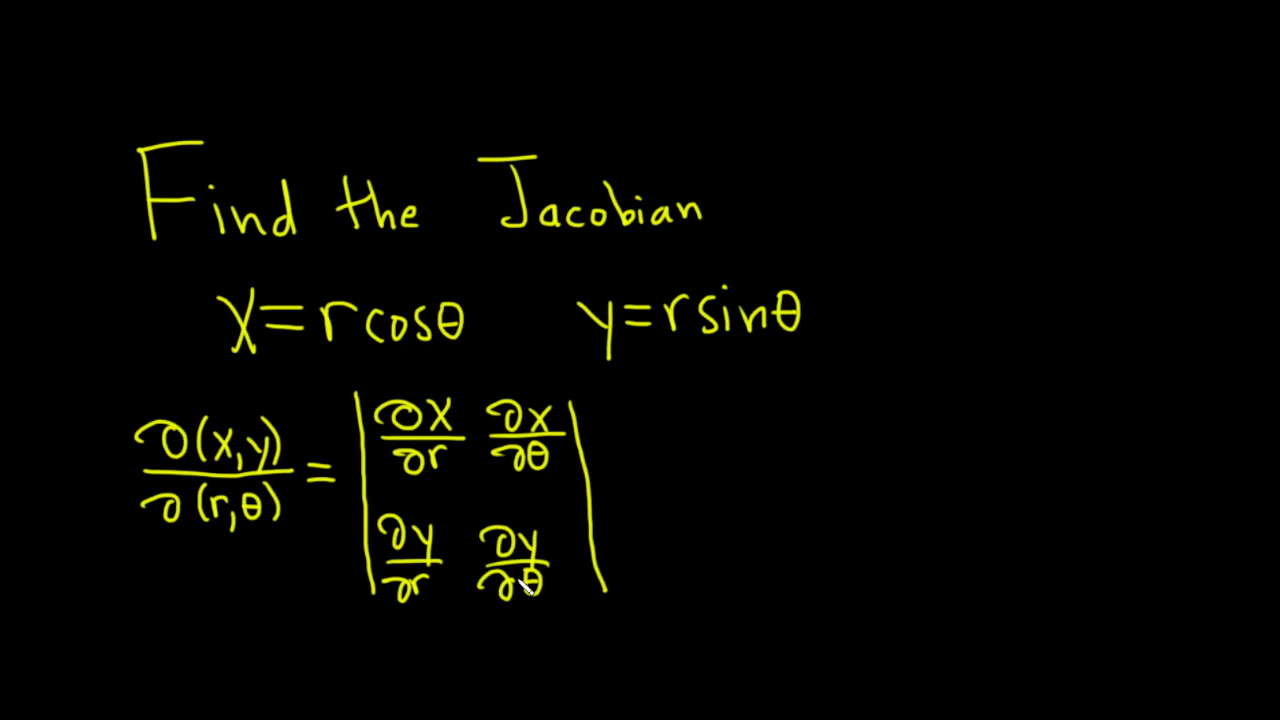 Find the Jacobian
x=rcosθ y=rsinθ
∂(x,y)/∂(r,θ) = | ∂x/∂r ∂x/∂θ |
| ∂y/∂r ∂y/∂θ |